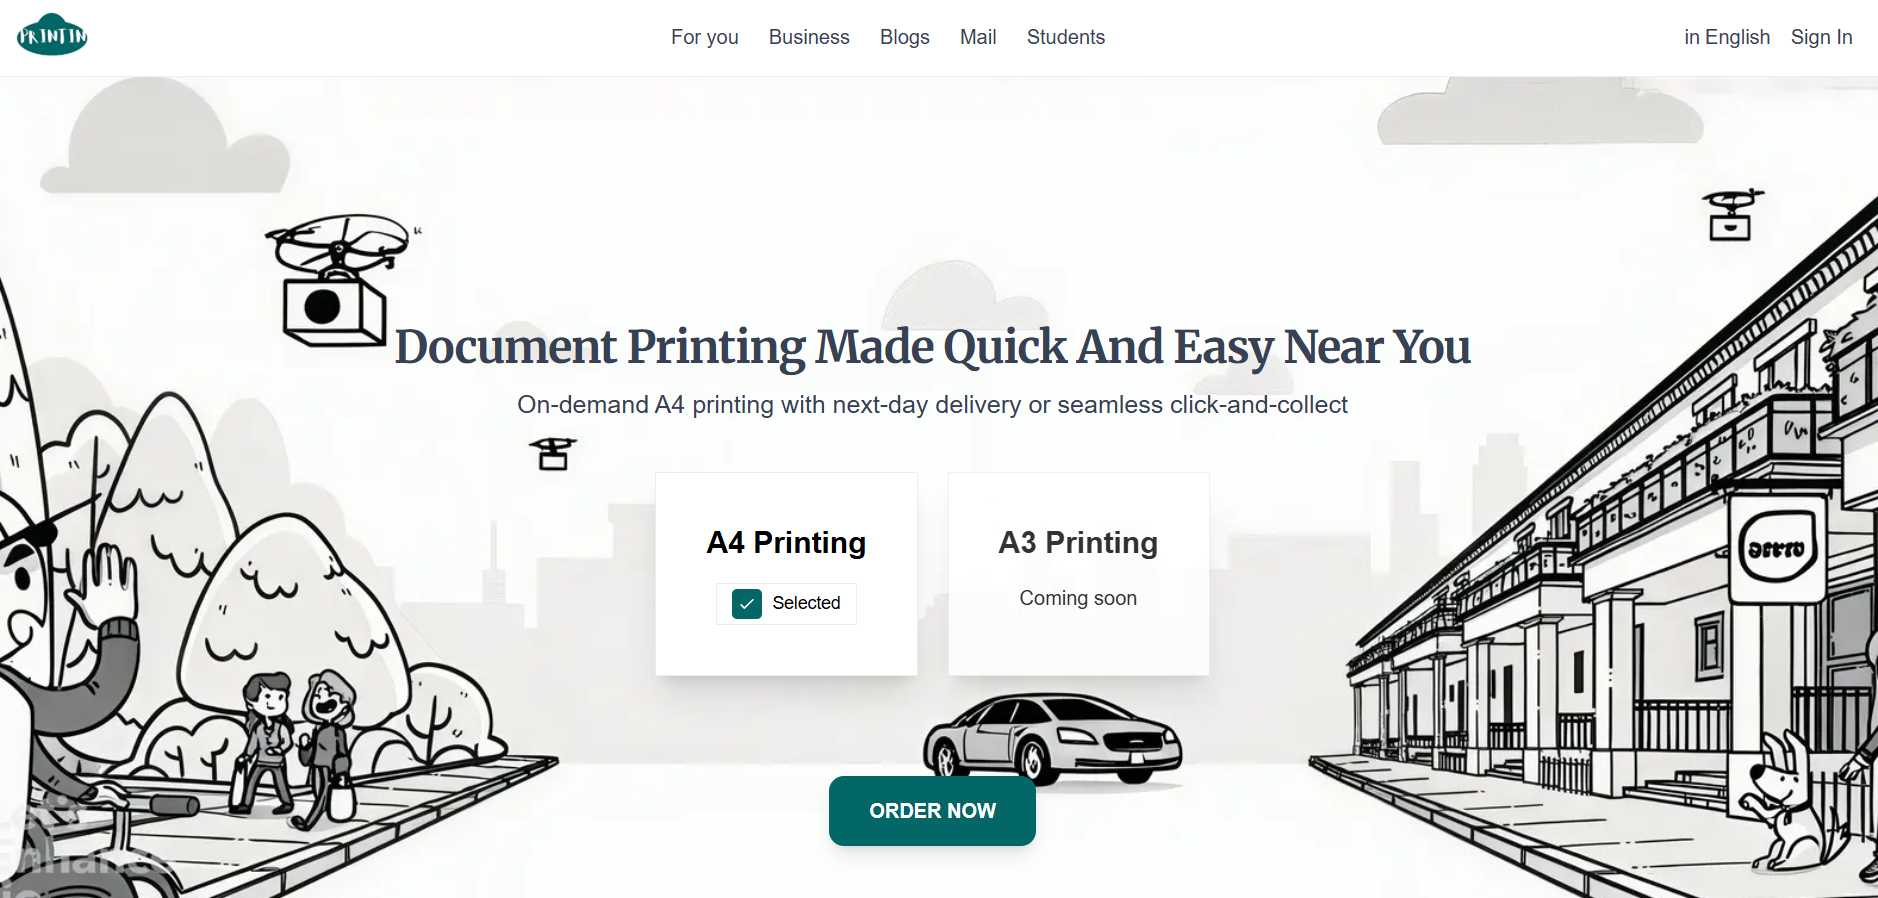 PRINTIN
For you
Business
Blogs
Mail
Students
in English
Sign In
Document Printing Made Quick And Easy Near You
On-demand A4 printing with next-day delivery or seamless click-and-collect
A4 Printing
Selected
A3 Printing
Coming soon
ORDER NOW